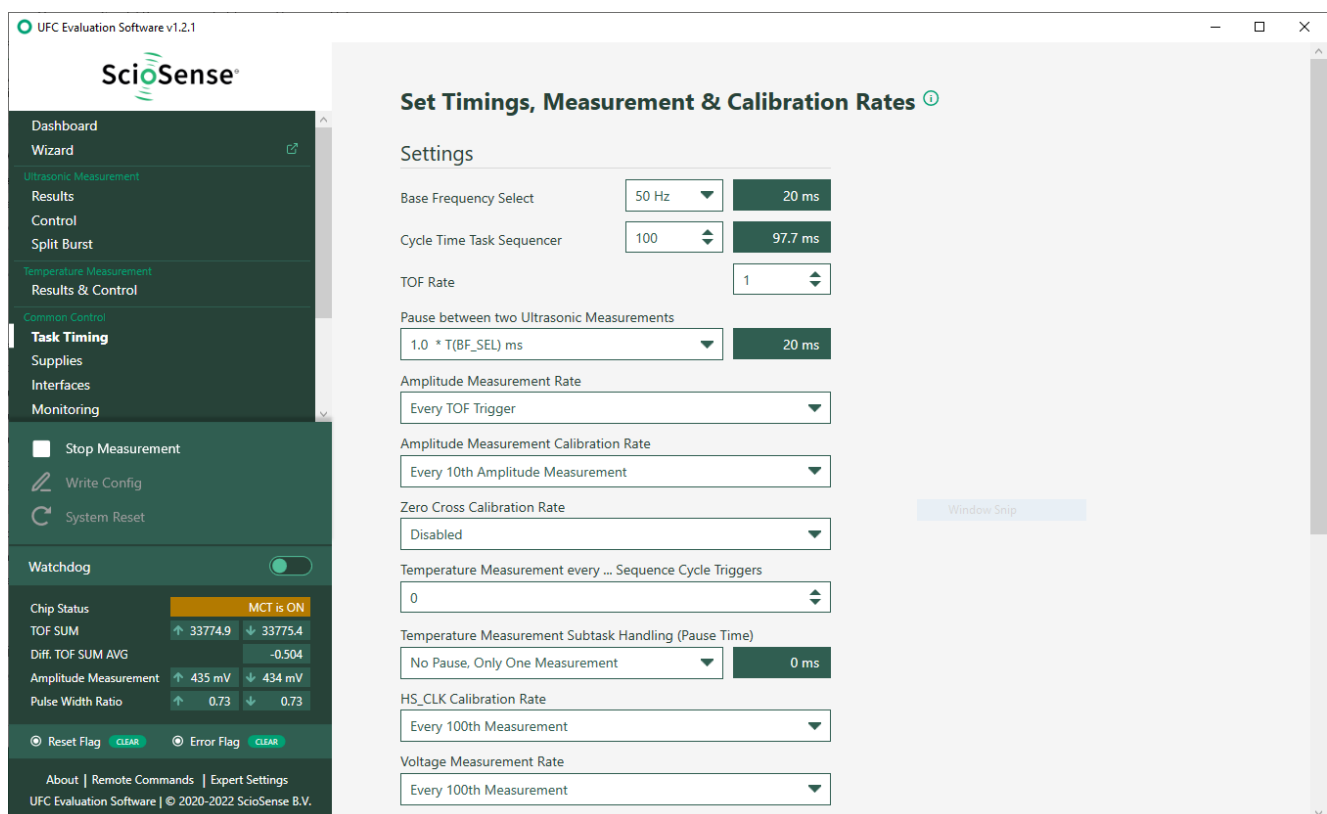 UFC Evaluation Software v1.2.1
ScioSense®
Dashboard
Wizard
Ultrasonic Measurement
Results
Control
Split Burst
Temperature Measurement
Results & Control
Common Control
Task Timing
Supplies
Interfaces
Monitoring
Stop Measurement
Write Config
System Reset
Watchdog
Chip Status MCT is ON
TOF SUM ↑ 33774.9 ↓ 33775.4
Diff. TOF SUM AVG -0.504
Amplitude Measurement ↑ 435 mV ↓ 434 mV
Pulse Width Ratio ↑ 0.73 ↓ 0.73
Reset Flag CLEAR Error Flag CLEAR
About | Remote Commands | Expert Settings
UFC Evaluation Software | © 2020-2022 ScioSense B.V.
Set Timings, Measurement & Calibration Rates
Settings
Base Frequency Select 50 Hz 20 ms
Cycle Time Task Sequencer 100 97.7 ms
TOF Rate 1
Pause between two Ultrasonic Measurements
1.0 * T(BF_SEL) ms 20 ms
Amplitude Measurement Rate
Every TOF Trigger
Amplitude Measurement Calibration Rate
Every 10th Amplitude Measurement
Zero Cross Calibration Rate
Disabled
Temperature Measurement every ... Sequence Cycle Triggers
0
Temperature Measurement Subtask Handling (Pause Time)
No Pause, Only One Measurement 0 ms
HS_CLK Calibration Rate
Every 100th Measurement
Voltage Measurement Rate
Every 100th Measurement
Window Snip